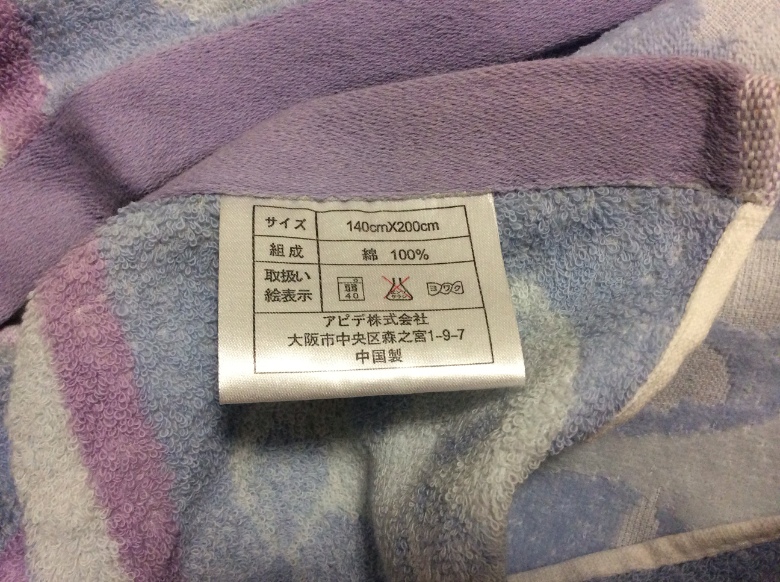 サイズ 140cmX200cm
組成 綿 100%
取扱い
絵表示
40
ヨワク
アピデ株式会社
大阪市中央区森之宮1-9-7
中国製